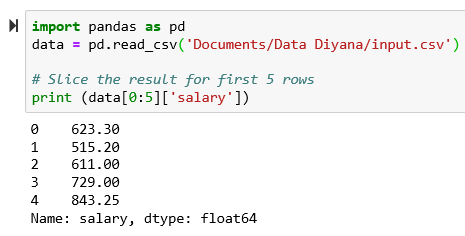 import pandas as pd
data = pd.read_csv('Documents/Data Diyana/input.csv')
# Slice the result for first 5 rows
print (data[0:5]['salary'])
0    623.30
1    515.20
2    611.00
3    729.00
4    843.25
Name: salary, dtype: float64